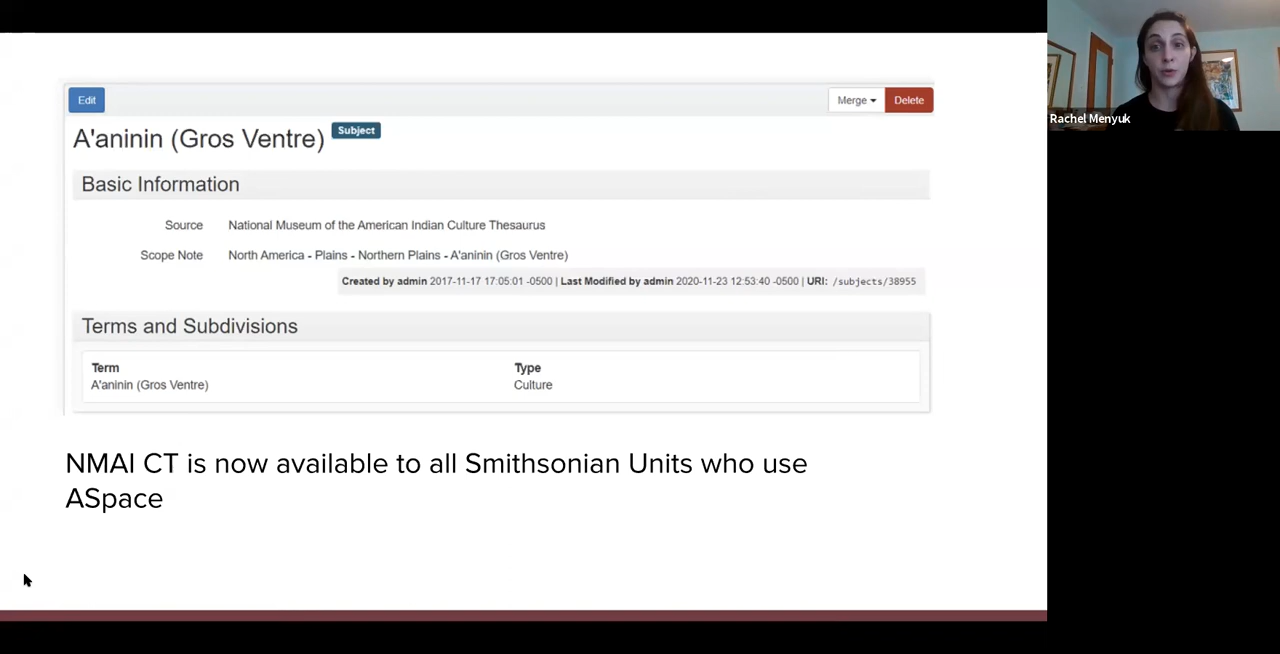 Edit
Merge
Delete
A'aninin (Gros Ventre) Subject
Rachel Menyuk
Basic Information
Source National Museum of the American Indian Culture Thesaurus
Scope Note North America - Plains - Northern Plains - A'aninin (Gros Ventre)
Created by admin 2017-11-17 17:05:01 -0500 | Last Modified by admin 2020-11-23 12:53:40 -0500 | URI: /subjects/38955
Terms and Subdivisions
Term Type
A'aninin (Gros Ventre) Culture
NMAI CT is now available to all Smithsonian Units who use
ASpace